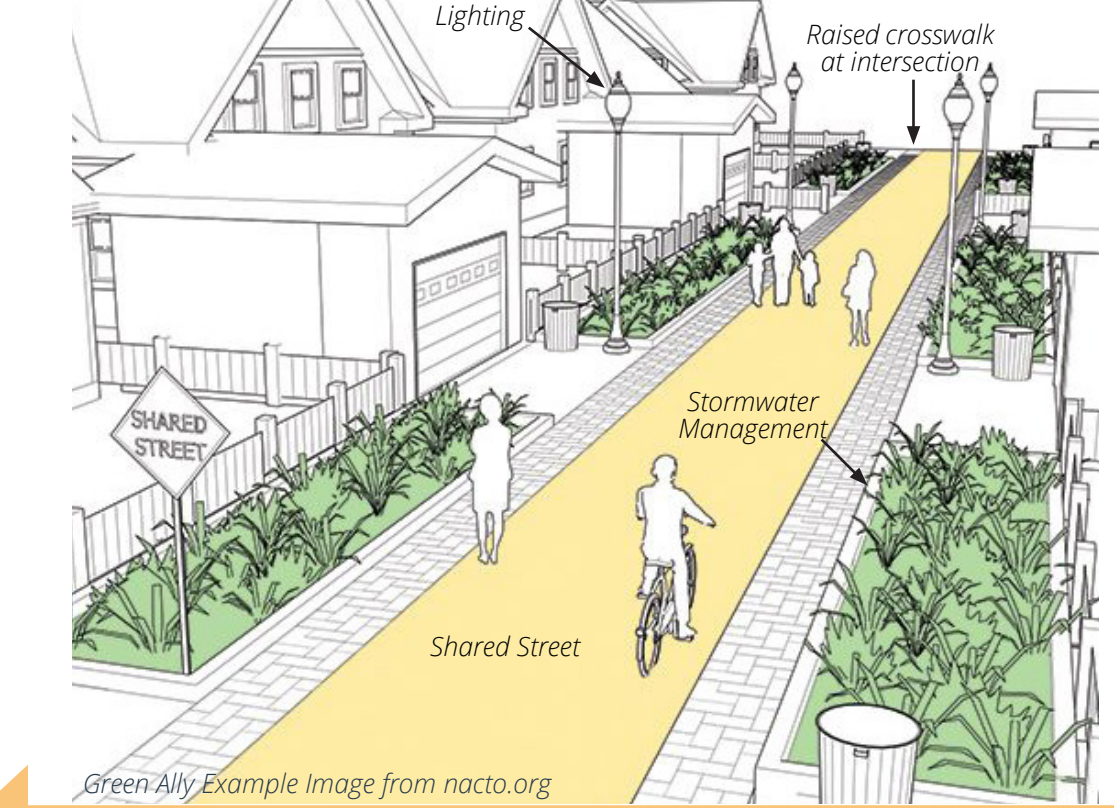 Lighting
Raised crosswalk
at intersection
SHARED
STREET
Stormwater
Management
Shared Street
Green Ally Example Image from nacto.org